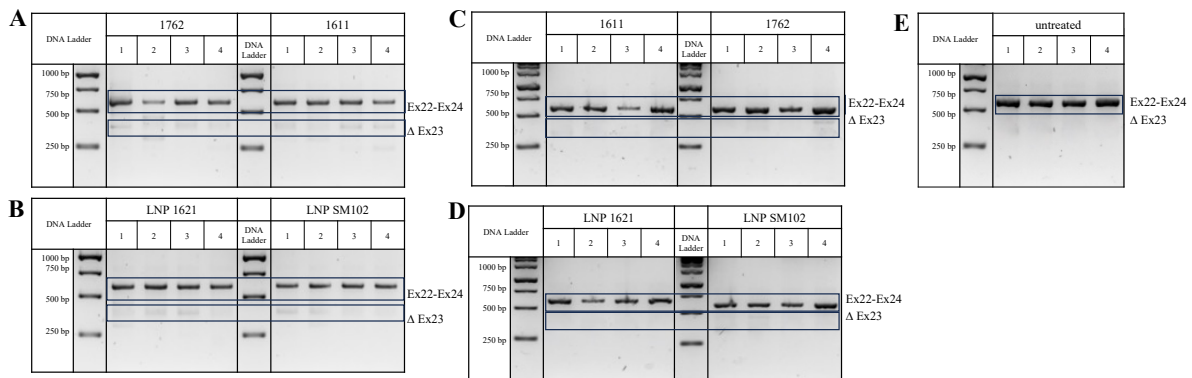 A
1762
1611
DNA Ladder
1
2
3
4
DNA
Ladder
1
2
3
4
1000 bp
750 bp
500 bp
250 bp
Ex22-Ex24
Δ Ex23
B
LNP 1621
LNP SM102
DNA Ladder
1
2
3
4
DNA
Ladder
1
2
3
4
1000 bp
750 bp
500 bp
250 bp
Ex22-Ex24
Δ Ex23
C
1611
1762
DNA Ladder
1
2
3
4
DNA
Ladder
1
2
3
4
1000 bp
750 bp
500 bp
250 bp
Ex22-Ex24
Δ Ex23
D
LNP 1621
LNP SM102
DNA Ladder
1
2
3
4
DNA
Ladder
1
2
3
4
1000 bp
750 bp
500 bp
250 bp
Ex22-Ex24
Δ Ex23
E
untreated
DNA Ladder
1
2
3
4
1000 bp
750 bp
500 bp
250 bp
Ex22-Ex24
Δ Ex23